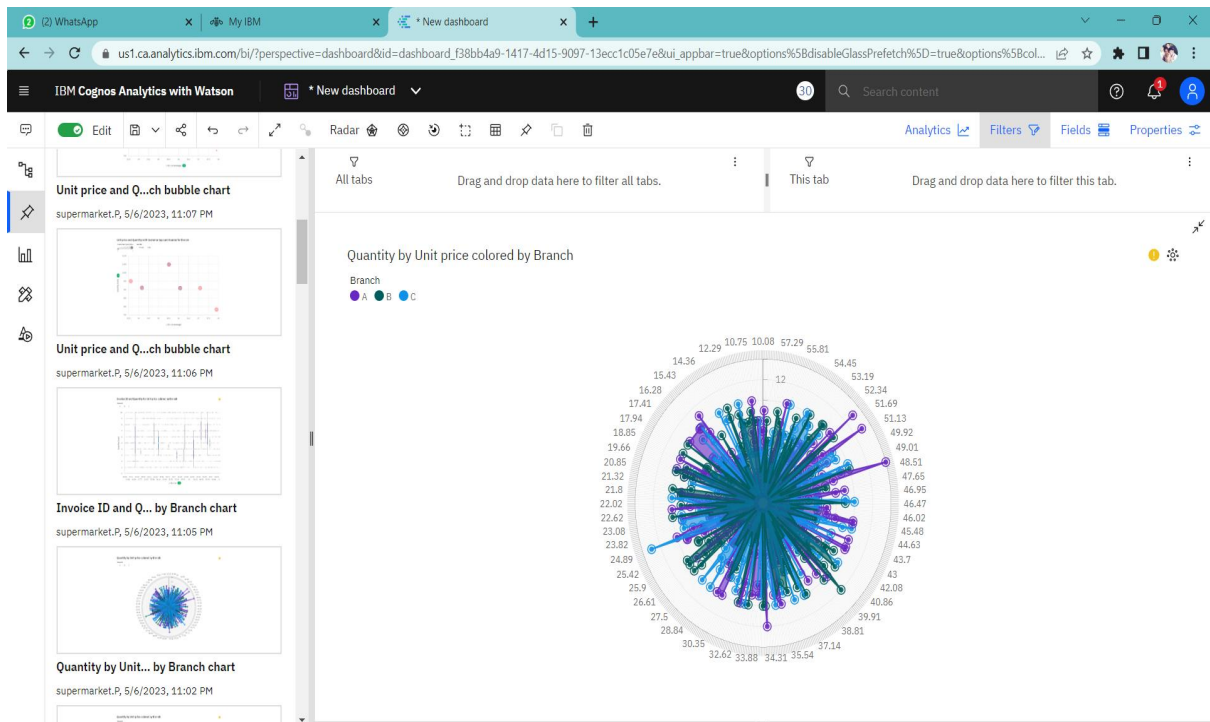 2 (2) WhatsApp
My IBM
* New dashboard
us1.ca.analytics.ibm.com/bi/?perspective=dashboard&id=dashboard_f38bb4a9-1417-4d15-9097-13ecc1c05e7e&ui_appbar=true&options%5BdisableGlassPrefetch%5D=true&options%5Bcol...
IBM Cognos Analytics with Watson
* New dashboard
30
Search content
1
Edit
Radar
Analytics
Filters
Fields
Properties
All tabs
Drag and drop data here to filter all tabs.
This tab
Drag and drop data here to filter this tab.
Unit price and Q...ch bubble chart
supermarket.P, 5/6/2023, 11:07 PM
Unit price and Q...ch bubble chart
supermarket.P, 5/6/2023, 11:06 PM
Invoice ID and Q... by Branch chart
supermarket.P, 5/6/2023, 11:05 PM
Quantity by Unit... by Branch chart
supermarket.P, 5/6/2023, 11:02 PM
Quantity by Unit price colored by Branch
Branch
A B C
10.08
57.29
55.81
54.45
53.19
52.34
51.69
51.13
49.92
49.01
48.51
47.65
46.95
46.47
46.02
45.48
44.63
43.7
43
42.08
40.86
39.91
38.81
37.14
35.54
34.31
33.88
32.62
30.35
28.84
27.5
26.61
25.9
25.42
24.89
23.82
23.08
22.62
22.02
21.8
21.32
20.85
19.66
18.85
17.94
17.41
16.28
15.43
14.36
12.29
10.75
12